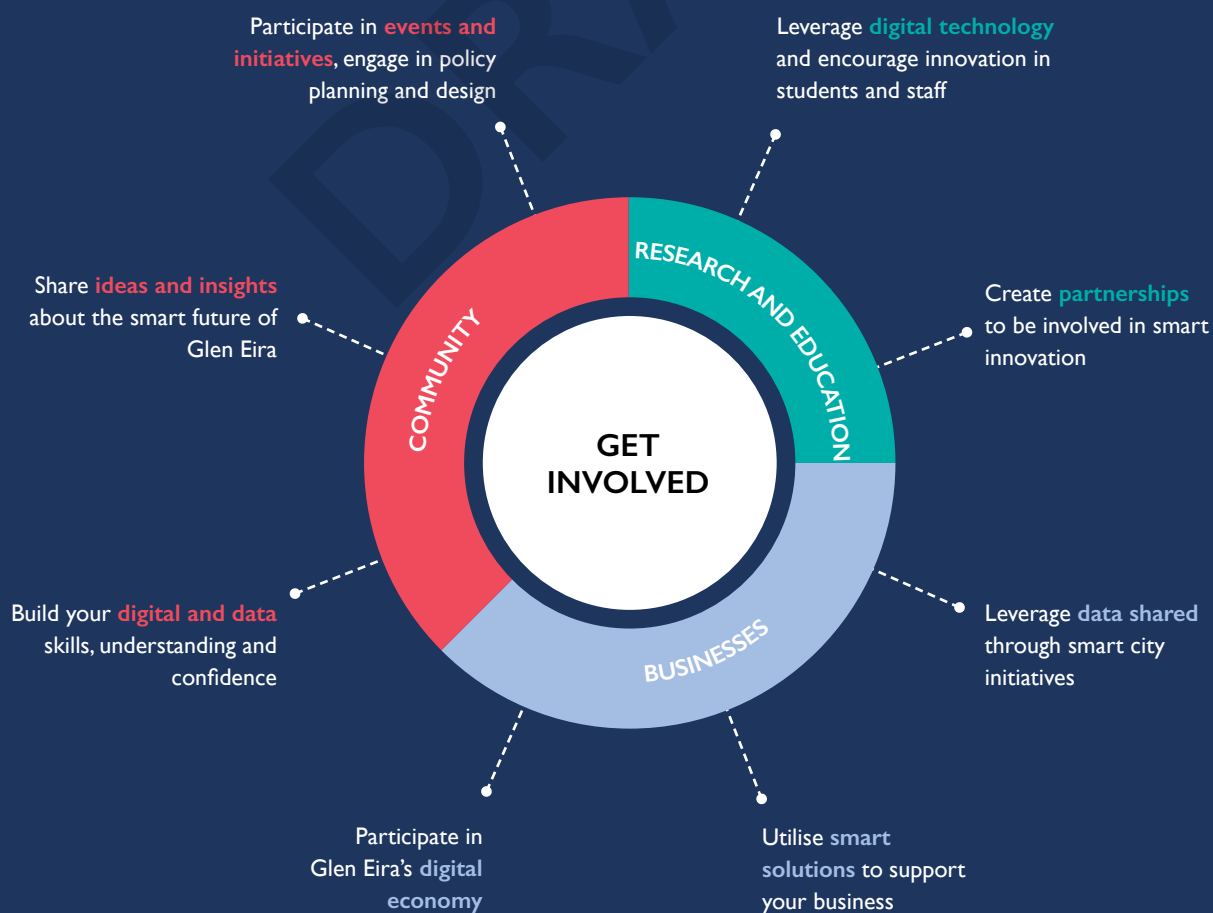 Participate in events and
initiatives, engage in policy
planning and design
Leverage digital technology
and encourage innovation in
students and staff
Share ideas and insights
about the smart future of
Glen Eira
Create partnerships
to be involved in smart
innovation
COMMUNITY
RESEARCH AND EDUCATION
GET
INVOLVED
BUSINESSES
Build your digital and data
skills, understanding and
confidence
Leverage data shared
through smart city
initiatives
Participate in
Glen Eira's digital
economy
Utilise smart
solutions to support
your business